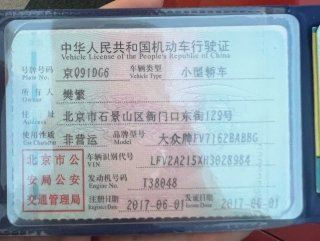 中华人民共和国机动车行驶证
Vehicle License of the People's Republic of China
号牌号码 京Q91DG6 车辆类型 小型轿车
Plate No. Vehicle Type
所有人 樊繁
Owner
住址 北京市石景山区衙门口东街129号
Address
使用性质 非营运 品牌型号 大众牌FV7162BABBG
Use Character Model
北京市公 车辆识别代号 LFV2A215XH3028984
VIN
安局公安 发动机号码 T38048
Engine No.
交通管理局 注册日期 2017-06-01 发证日期 2017-06-01
Register Date Issue Date